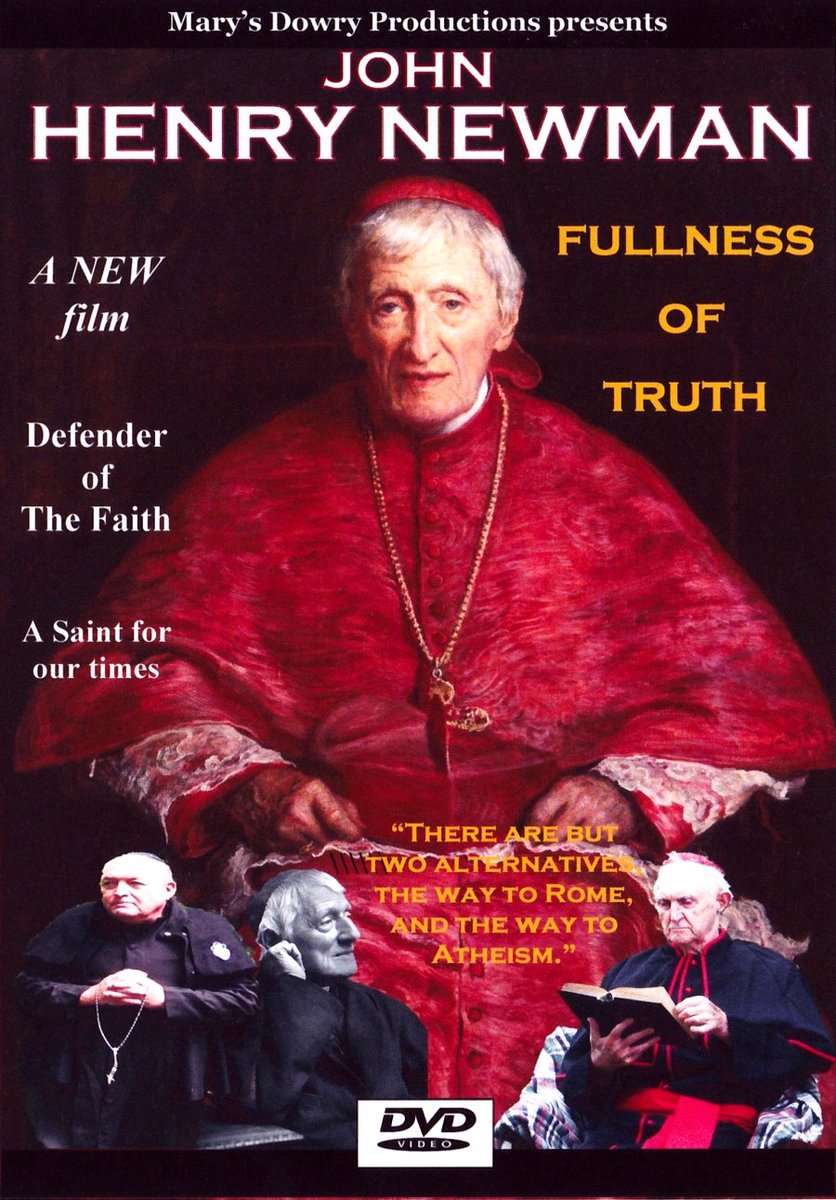 Mary's Dowry Productions presents
JOHN
HENRY NEWMAN
FULLNESS
OF
TRUTH
A NEW
film
Defender
of
The Faith
A Saint for
our times
"THERE ARE BUT
TWO ALTERNATIVES,
THE WAY TO ROME,
AND THE WAY TO
ATHEISM."
DVD
VIDEO